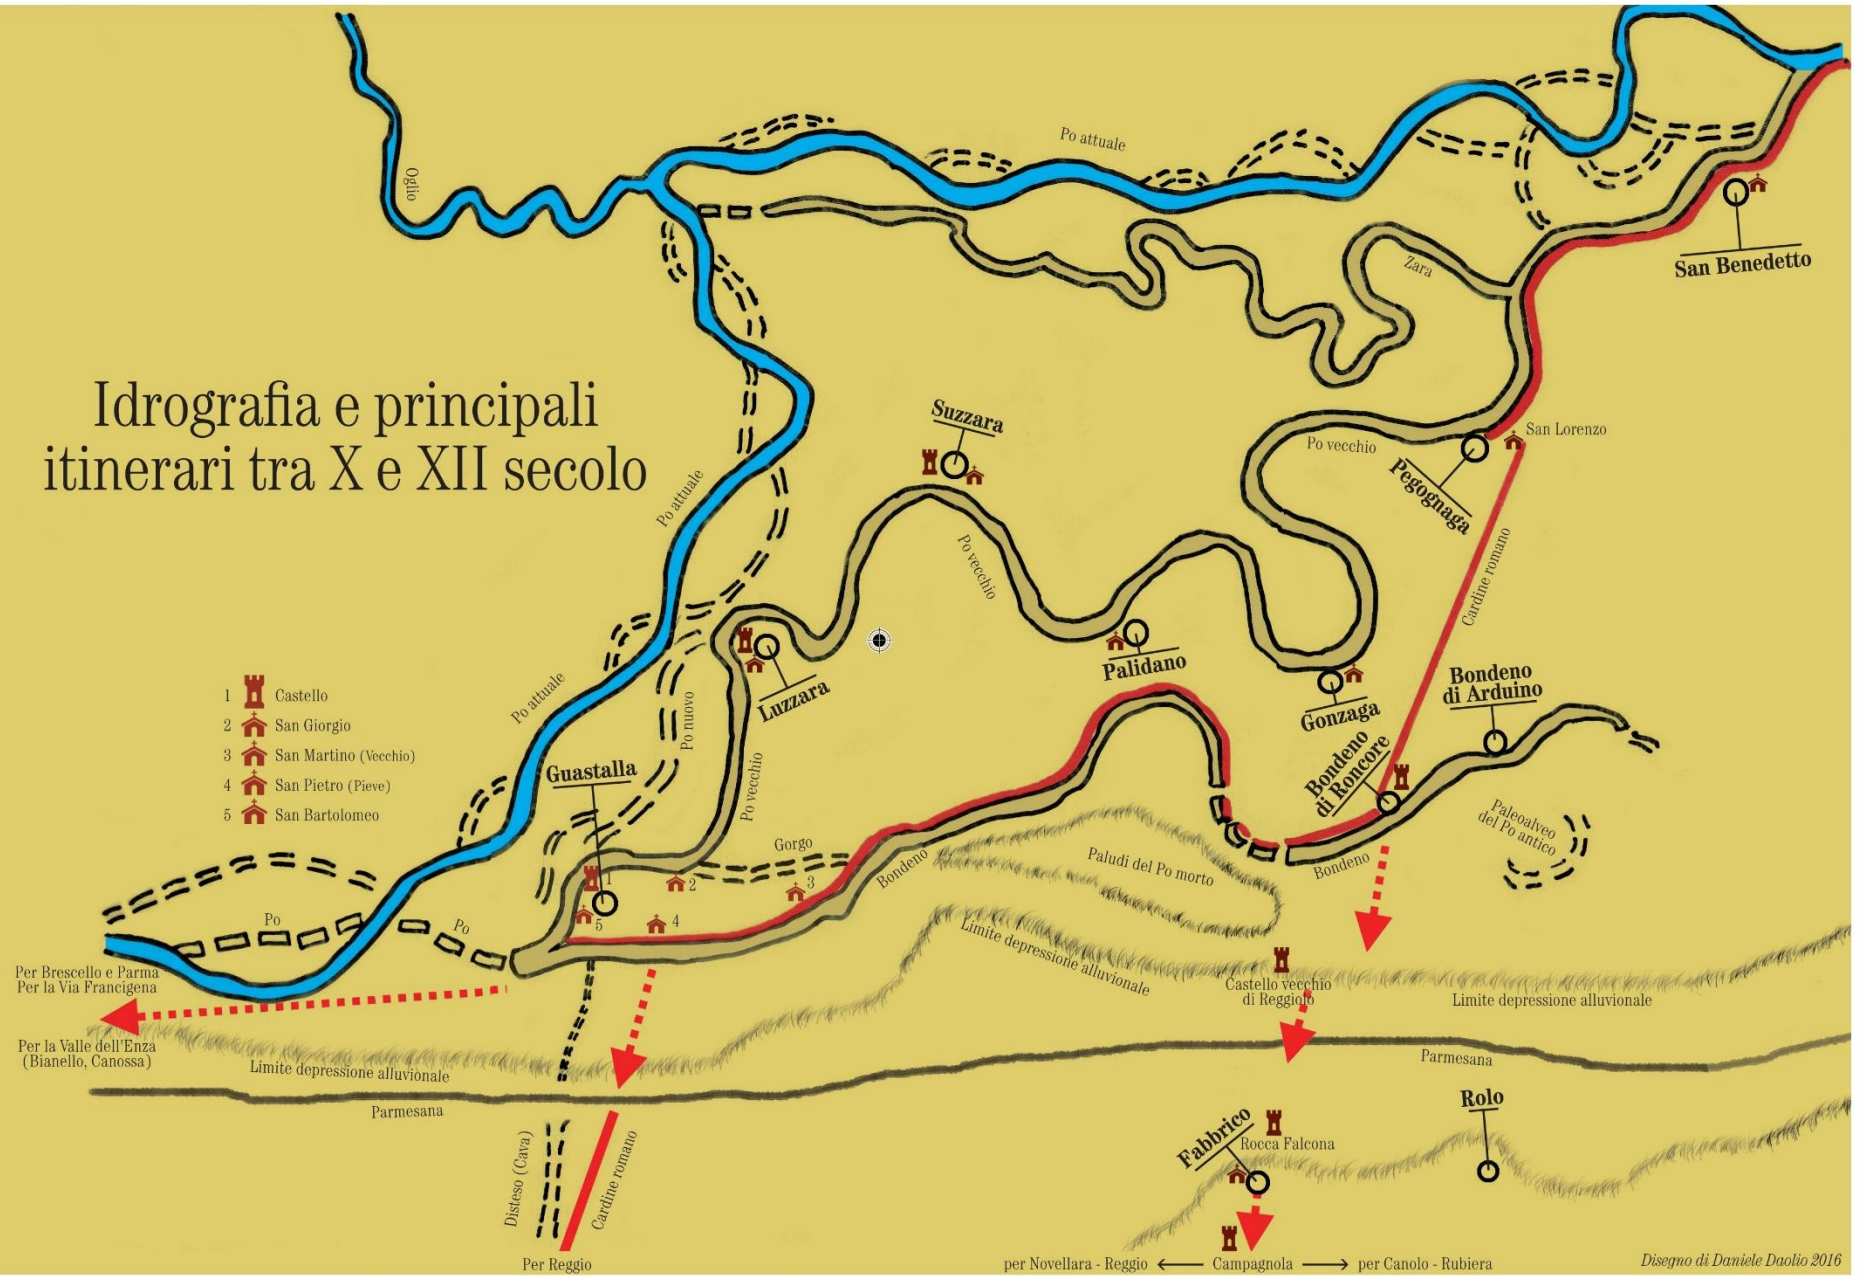 Oglio
Po attuale
Zara
San Benedetto
Idrografia e principali
itinerari tra X e XII secolo
Suzzara
San Lorenzo
Po vecchio
Pegognaga
Po attuale
Po vecchio
Cardine romano
Palidano
Luzzara
Gonzaga
Bondeno
di Arduino
Bondeno
di Roncore
1 Castello
2 San Giorgio
3 San Martino (Vecchio)
4 San Pietro (Pieve)
5 San Bartolomeo
Po attuale
Po nuovo
Po vecchio
Guastalla
Gorgo
Bondeno
Paludi del Po morto
Bondeno
Paleoalveo
del Po antico
1
2
3
4
5
Po
Po
Per Brescello e Parma
Per la Via Francigena
Per la Valle dell'Enza
(Bianello, Canossa)
Limite depressione alluvionale
Limite depressione alluvionale
Castello vecchio
di Reggiolo
Limite depressione alluvionale
Parmesana
Parmesana
Disteso (Cava)
Cardine romano
Per Reggio
Fabbrico
Rocca Falcona
Rolo
per Novellara - Reggio ← Campagnola → per Canolo - Rubiera
Disegno di Daniele Daolio 2016